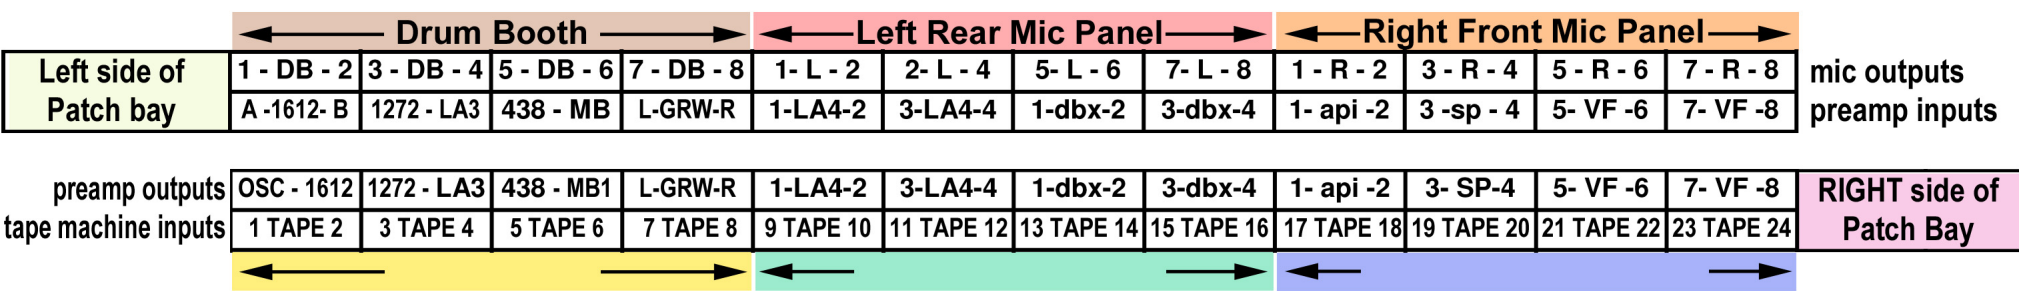 Drum Booth Left Rear Mic Panel Right Front Mic Panel
Left side of Patch bay
1 - DB - 2 3 - DB - 4 5 - DB - 6 7 - DB - 8 1- L - 2 2- L - 4 5- L - 6 7- L - 8 1 - R - 2 3 - R - 4 5 - R - 6 7 - R - 8 mic outputs
A -1612- B 1272 - LA3 438 - MB L-GRW-R 1-LA4-2 3-LA4-4 1-dbx-2 3-dbx-4 1- api -2 3 -sp - 4 5- VF -6 7- VF -8 preamp inputs
preamp outputs OSC - 1612 1272 - LA3 438 - MB1 L-GRW-R 1-LA4-2 3-LA4-4 1-dbx-2 3-dbx-4 1- api -2 3- SP-4 5- VF -6 7- VF -8
tape machine inputs 1 TAPE 2 3 TAPE 4 5 TAPE 6 7 TAPE 8 9 TAPE 10 11 TAPE 12 13 TAPE 14 15 TAPE 16 17 TAPE 18 19 TAPE 20 21 TAPE 22 23 TAPE 24
RIGHT side of Patch Bay